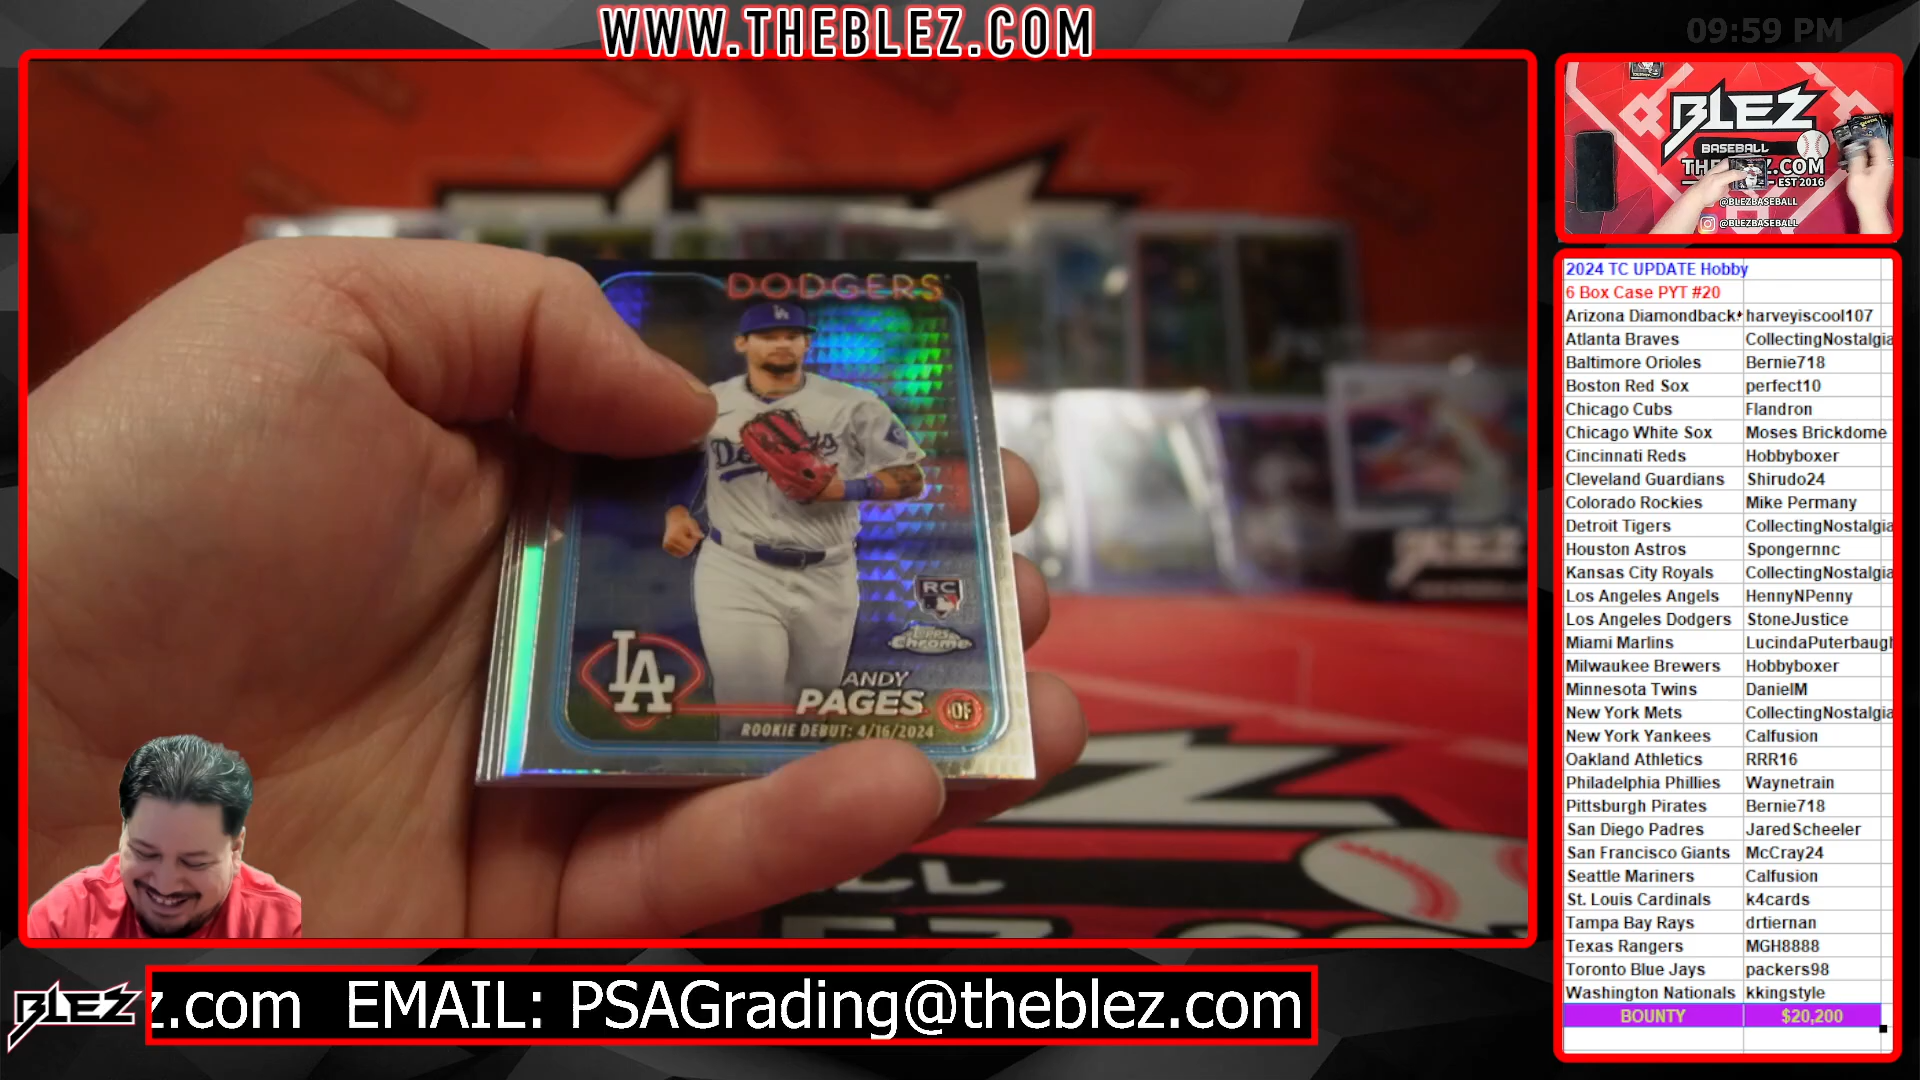 WWW.THEBLEZ.COM
09:59 PM
DODGERS
LA
RC
Topps
Chrome
LA
ANDY
PAGES
OF
ROOKIE DEBUT: 4/16/2024
BLEZ
BASEBALL
.COM
EST 2016
@BLEZBASEBALL
@BLEZBASEBALL
2024 TC UPDATE Hobby
6 Box Case PYT #20
Arizona Diamondback harveyiscool107
Atlanta Braves CollectingNostalgia
Baltimore Orioles Bernie718
Boston Red Sox perfect10
Chicago Cubs Flandron
Chicago White Sox Moses Brickdome
Cincinnati Reds Hobbyboxer
Cleveland Guardians Shirudo24
Colorado Rockies Mike Permany
Detroit Tigers CollectingNostalgia
Houston Astros Spongernnc
Kansas City Royals CollectingNostalgia
Los Angeles Angels HennyNPenny
Los Angeles Dodgers StoneJustice
Miami Marlins LucindaPuterbaugh
Milwaukee Brewers Hobbyboxer
Minnesota Twins DanielM
New York Mets CollectingNostalgia
New York Yankees Calfusion
Oakland Athletics RRR16
Philadelphia Phillies Waynetrain
Pittsburgh Pirates Bernie718
San Diego Padres JaredScheeler
San Francisco Giants McCray24
Seattle Mariners Calfusion
St. Louis Cardinals k4cards
Tampa Bay Rays drtiernan
Texas Rangers MGH8888
Toronto Blue Jays packers98
Washington Nationals kkingstyle
BOUNTY $20,200
BLEZ
z.com EMAIL: PSAGrading@theblez.com